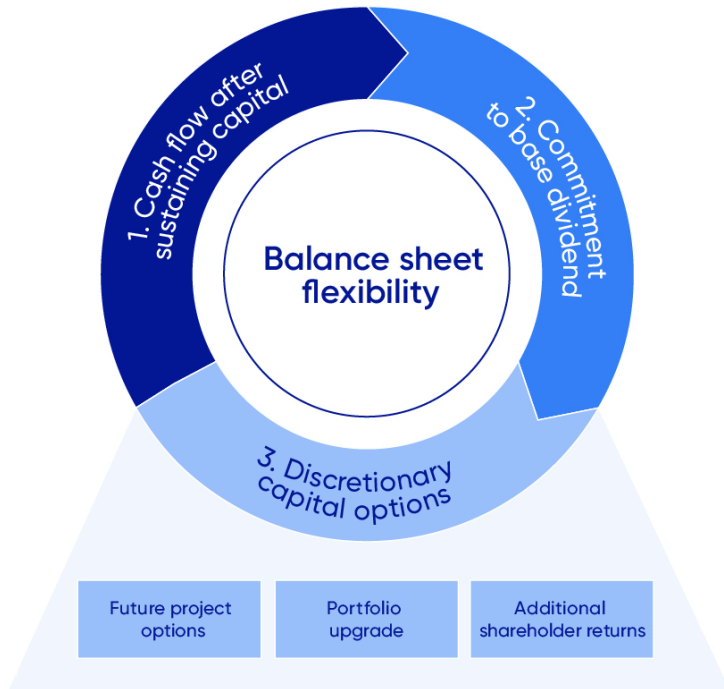 1. Cash flow after
sustaining capital
2. Commitment
to base dividend
Balance sheet
flexibility
3. Discretionary
capital options
Future project
options
Portfolio
upgrade
Additional
shareholder returns